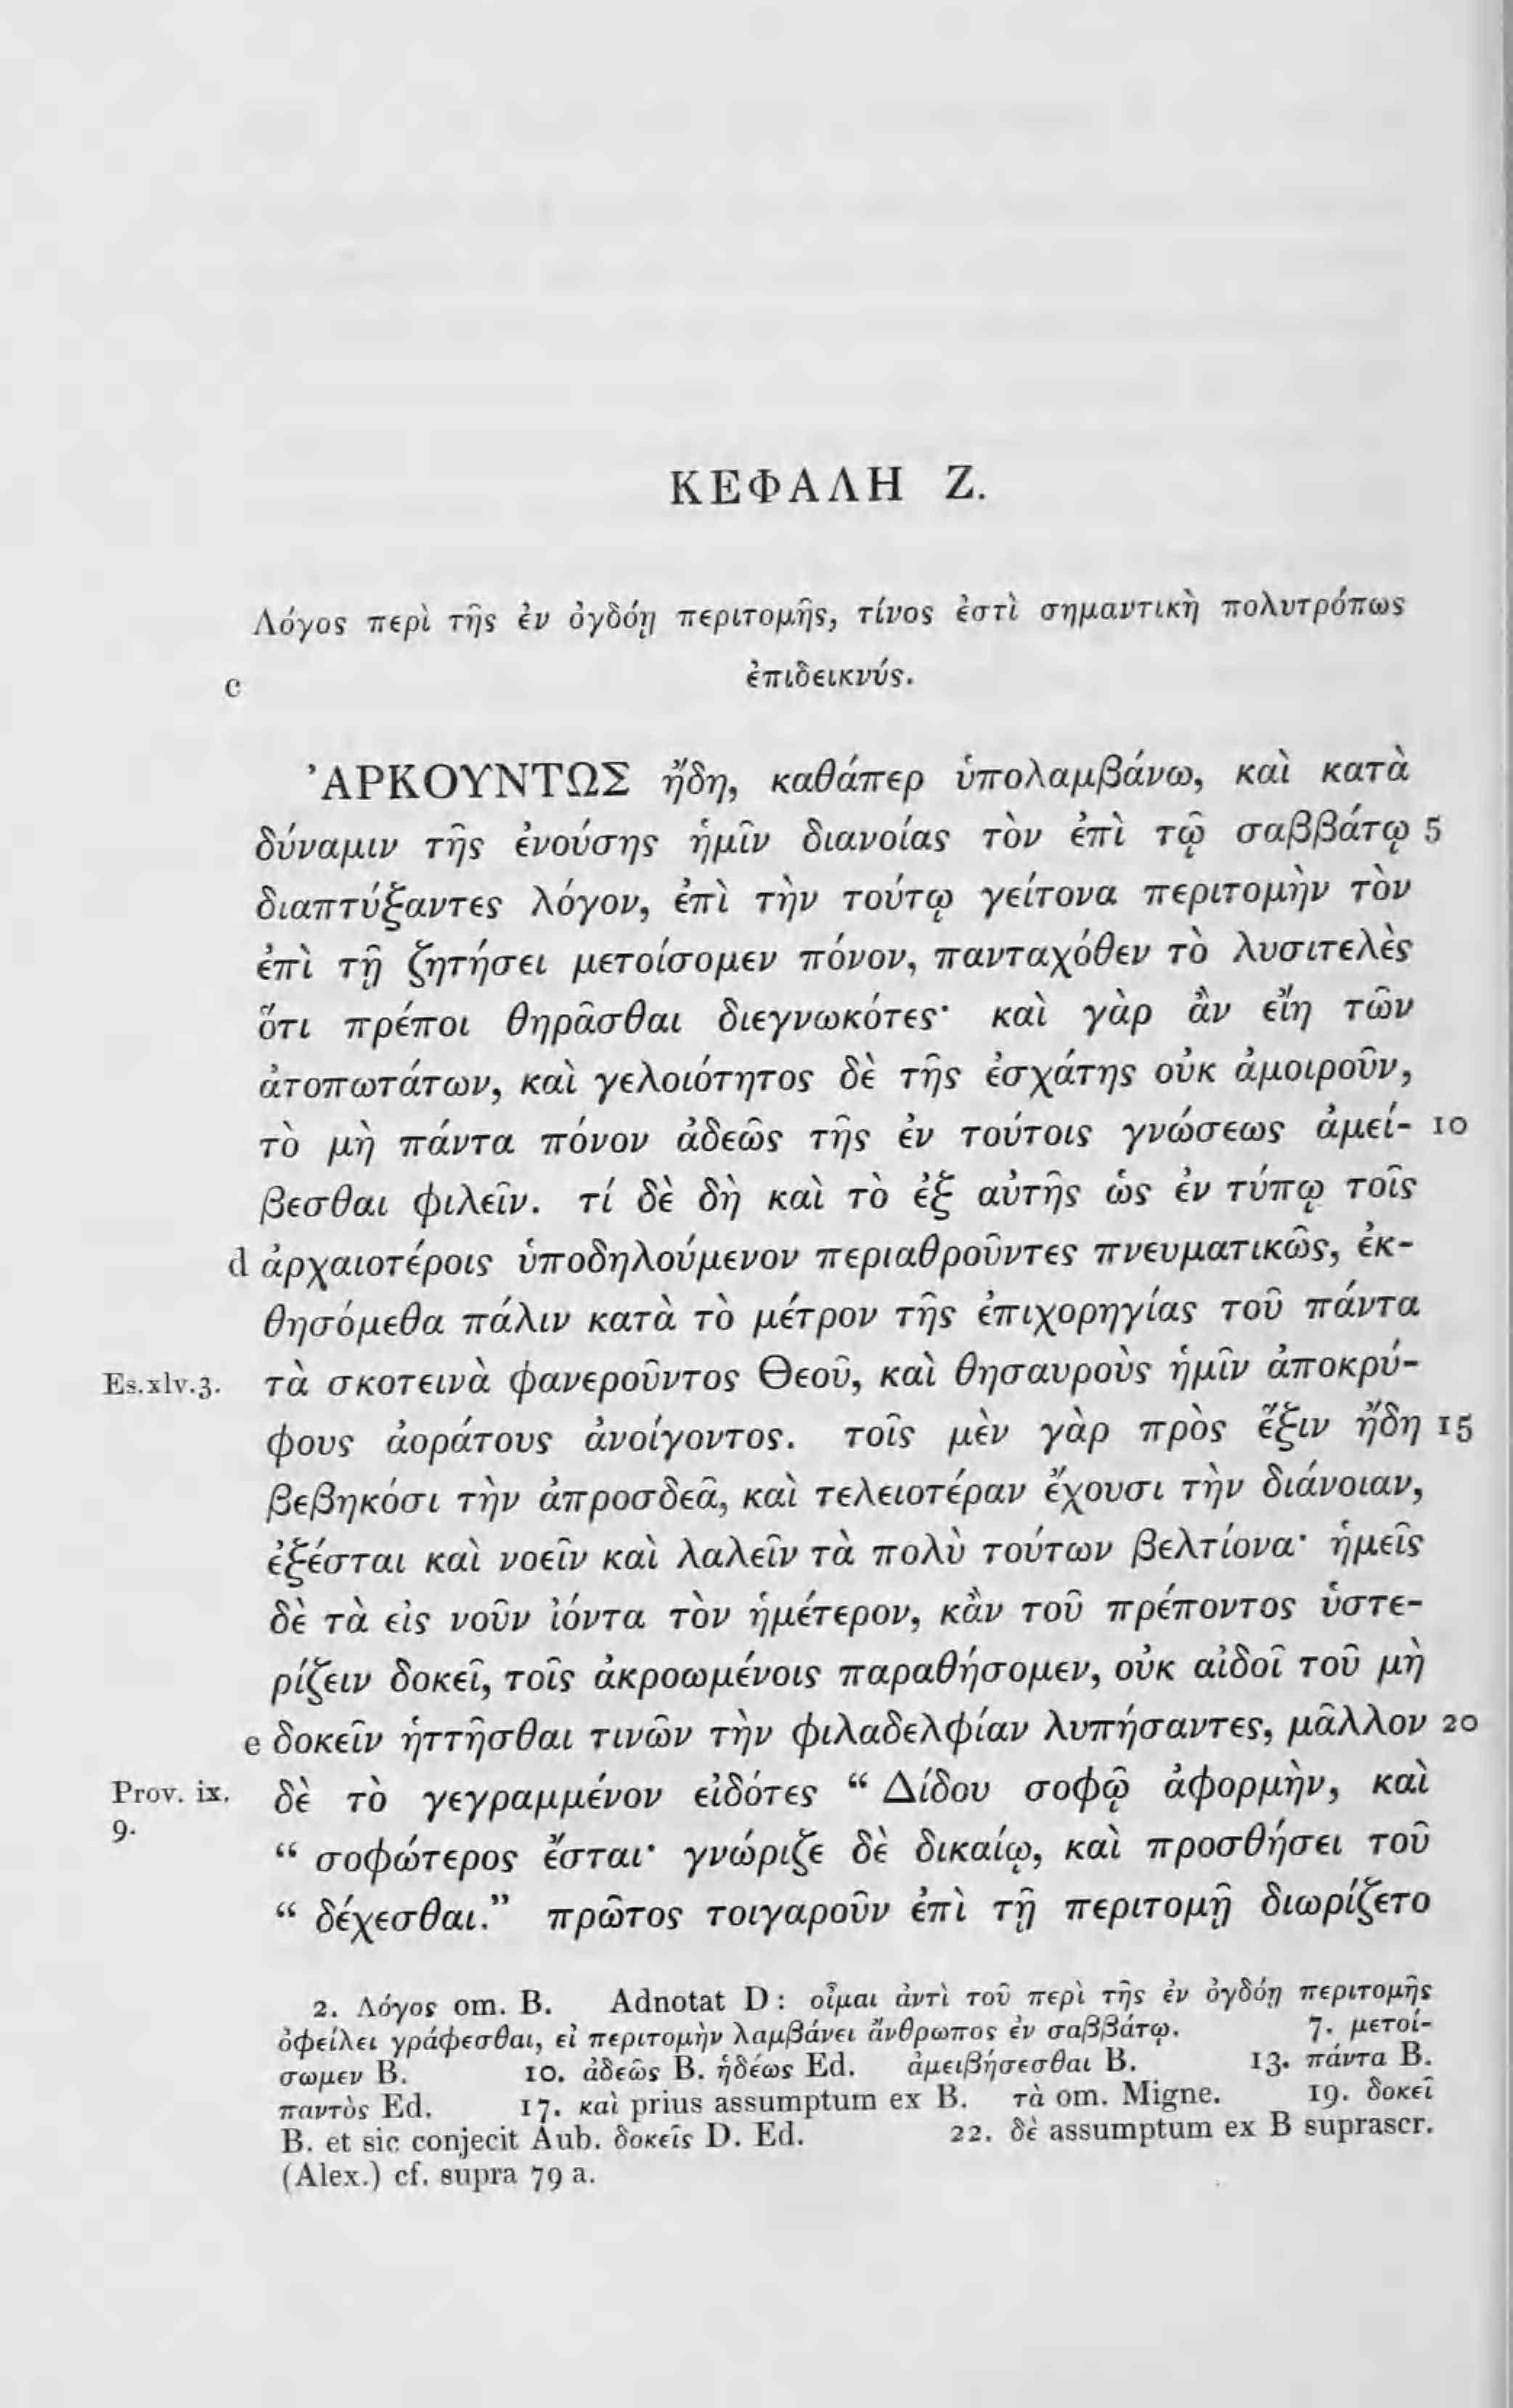 ΚΕΦΑΛΗ Ζ.
Λόγος περὶ τῆς ἐν ὀγδόῃ περιτομῆς, τίνος ἐστὶ σημαντικὴ πολυτρόπως
c ἐπιδεικνύς.
ἈΡΚΟΥΝΤΩΣ ἤδη, καθάπερ ὑπολαμβάνω, καὶ κατὰ
δύναμιν τῆς ἐνούσης ἡμῖν διανοίας τὸν ἐπὶ τῷ σαββάτῳ 5
διαπτύξαντες λόγον, ἐπὶ τὴν τούτῳ γείτονα περιτομὴν τὸν
ἐπὶ τῇ ζητήσει μετοίσομεν πόνον, πανταχόθεν τὸ λυσιτελὲς
ὅτι πρέποι θηρᾶσθαι διεγνωκότες· καὶ γὰρ ἂν εἴη τῶν
ἀτοπωτάτων, καὶ γελοιότητος δὲ τῆς ἐσχάτης οὐκ ἀμοιροῦν,
τὸ μὴ πάντα πόνον ἀδεῶς τῆς ἐν τούτοις γνώσεως ἀμεί- 10
βεσθαι φιλεῖν. τί δὲ δὴ καὶ τὸ ἐξ αὐτῆς ὡς ἐν τύπῳ τοῖς
d ἀρχαιοτέροις ὑποδηλούμενον περιαθροῦντες πνευματικῶς, ἐκ-
θησόμεθα πάλιν κατὰ τὸ μέτρον τῆς ἐπιχορηγίας τοῦ πάντα
Es.xlv.3. τὰ σκοτεινὰ φανεροῦντος Θεοῦ, καὶ θησαυροὺς ἡμῖν ἀποκρύ-
φους ἀοράτους ἀνοίγοντος. τοῖς μὲν γὰρ πρὸς ἕξιν ἤδη 15
βεβηκόσι τὴν ἀπροσδεᾶ, καὶ τελειοτέραν ἔχουσι τὴν διάνοιαν,
ἐξέσται καὶ νοεῖν καὶ λαλεῖν τὰ πολὺ τούτων βελτίονα· ἡμεῖς
δὲ τὰ εἰς νοῦν ἰόντα τὸν ἡμέτερον, κἂν τοῦ πρέποντος ὑστε-
ρίζειν δοκεῖ, τοῖς ἀκροωμένοις παραθήσομεν, οὐκ αἰδοῖ τοῦ μὴ
e δοκεῖν ἡττῆσθαι τινῶν τὴν φιλαδελφίαν λυπήσαντες, μᾶλλον 20
Prov. ix. δὲ τὸ γεγραμμένον εἰδότες “ Δίδου σοφῷ ἀφορμὴν, καὶ
9. “ σοφώτερος ἔσται· γνώριζε δὲ δικαίῳ, καὶ προσθήσει τοῦ
“ δέχεσθαι.” πρῶτος τοιγαροῦν ἐπὶ τῇ περιτομῇ διωρίζετο
2. Λόγος om. B. Adnotat D : οἶμαι ἀντὶ τοῦ περὶ τῆς ἐν ὀγδόῃ περιτομῆς
ὀφείλει γράφεσθαι, εἰ περιτομὴν λαμβάνει ἄνθρωπος ἐν σαββάτῳ. 7. μετοί-
σωμεν B. 10. ἀδεῶς B. ἡδέως Ed. ἀμειβήσεσθαι B. 13. πάντα B.
παντὸς Ed. 17. καὶ prius assumptum ex B. τὰ om. Migne. 19. δοκεῖ
B. et sic conjecit Aub. δοκεῖς D. Ed. 22. δὲ assumptum ex B suprascr.
(Alex.) cf. supra 79 a.